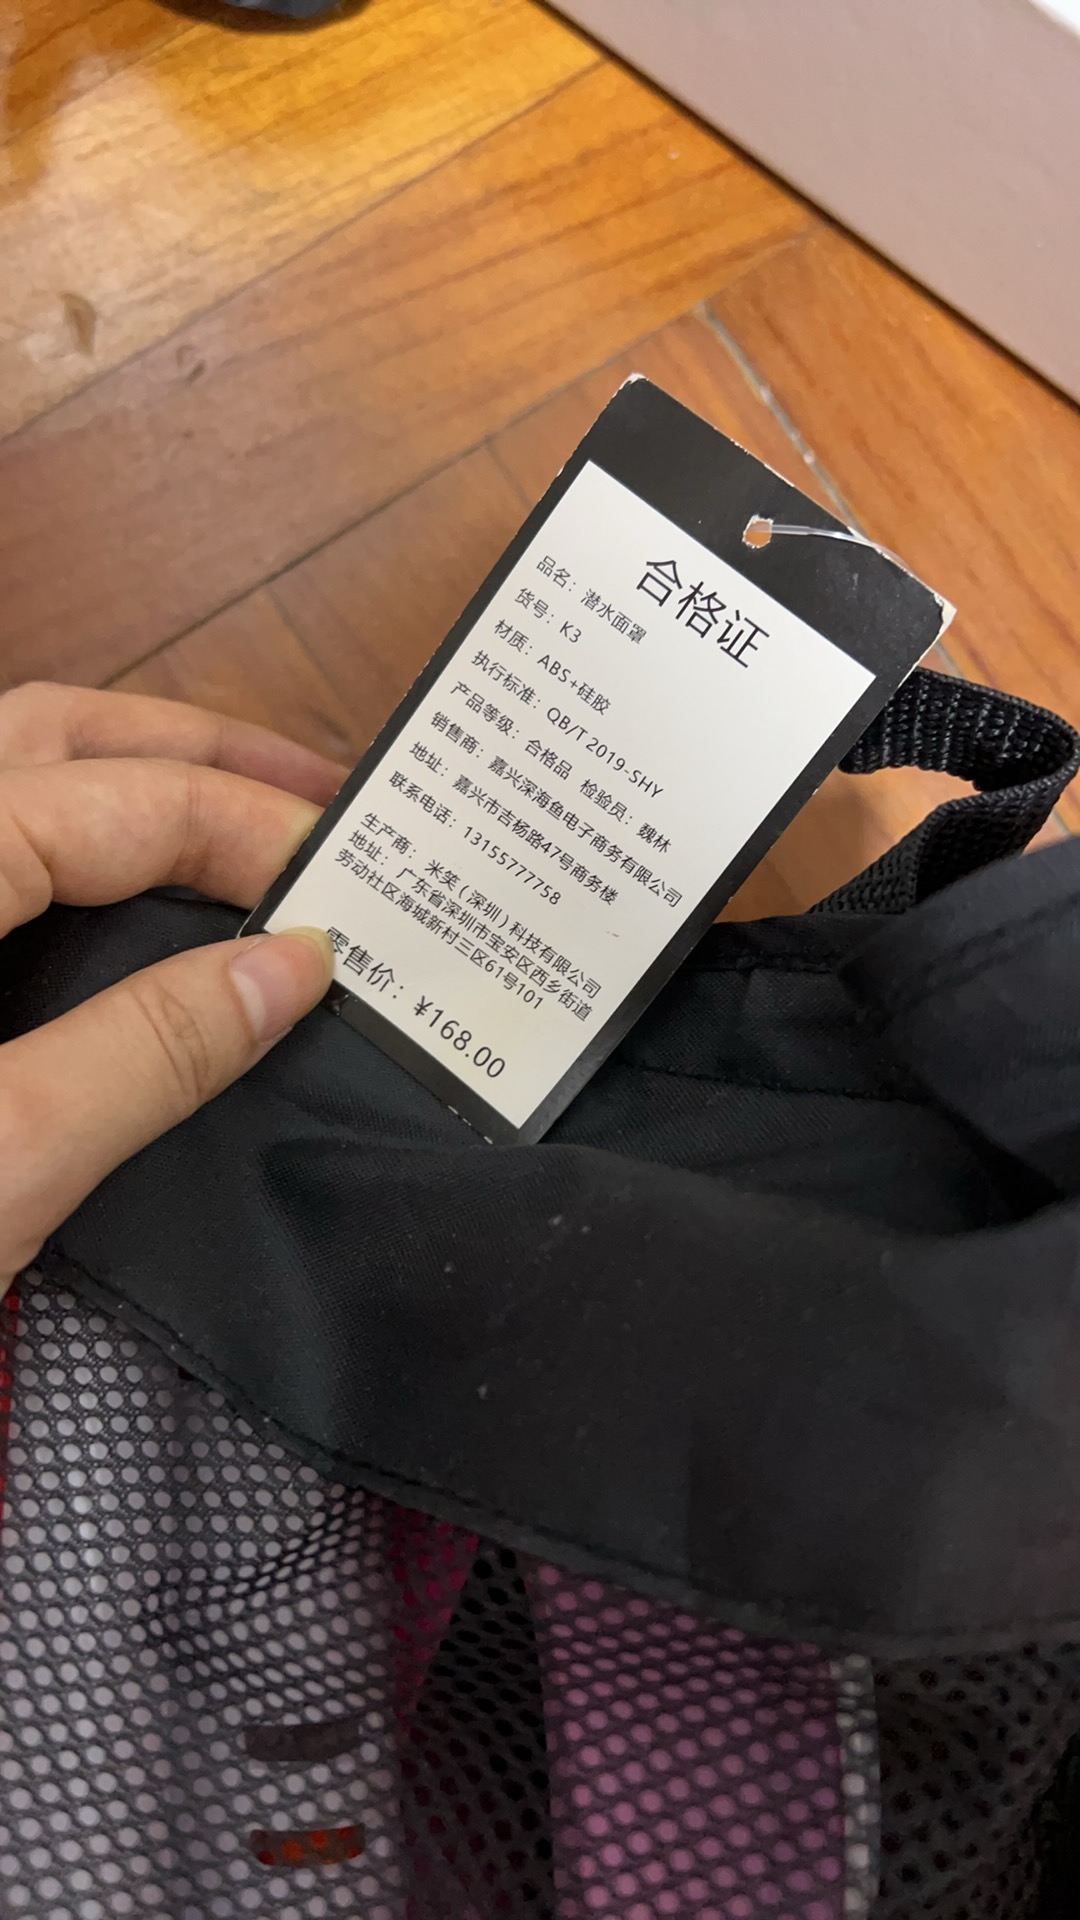 合格证
品名：潜水面罩
货号：K3
材质：ABS+硅胶
执行标准：QB/T 2019-SHY
产品等级：合格品 检验员：魏林
销售商：嘉兴深海鱼电子商务有限公司
地址：嘉兴市吉杨路47号商务楼
联系电话：13155777758
生产商：米笑（深圳）科技有限公司
地址：广东省深圳市宝安区西乡街道
劳动社区海城新村三区61号101
零售价：¥168.00